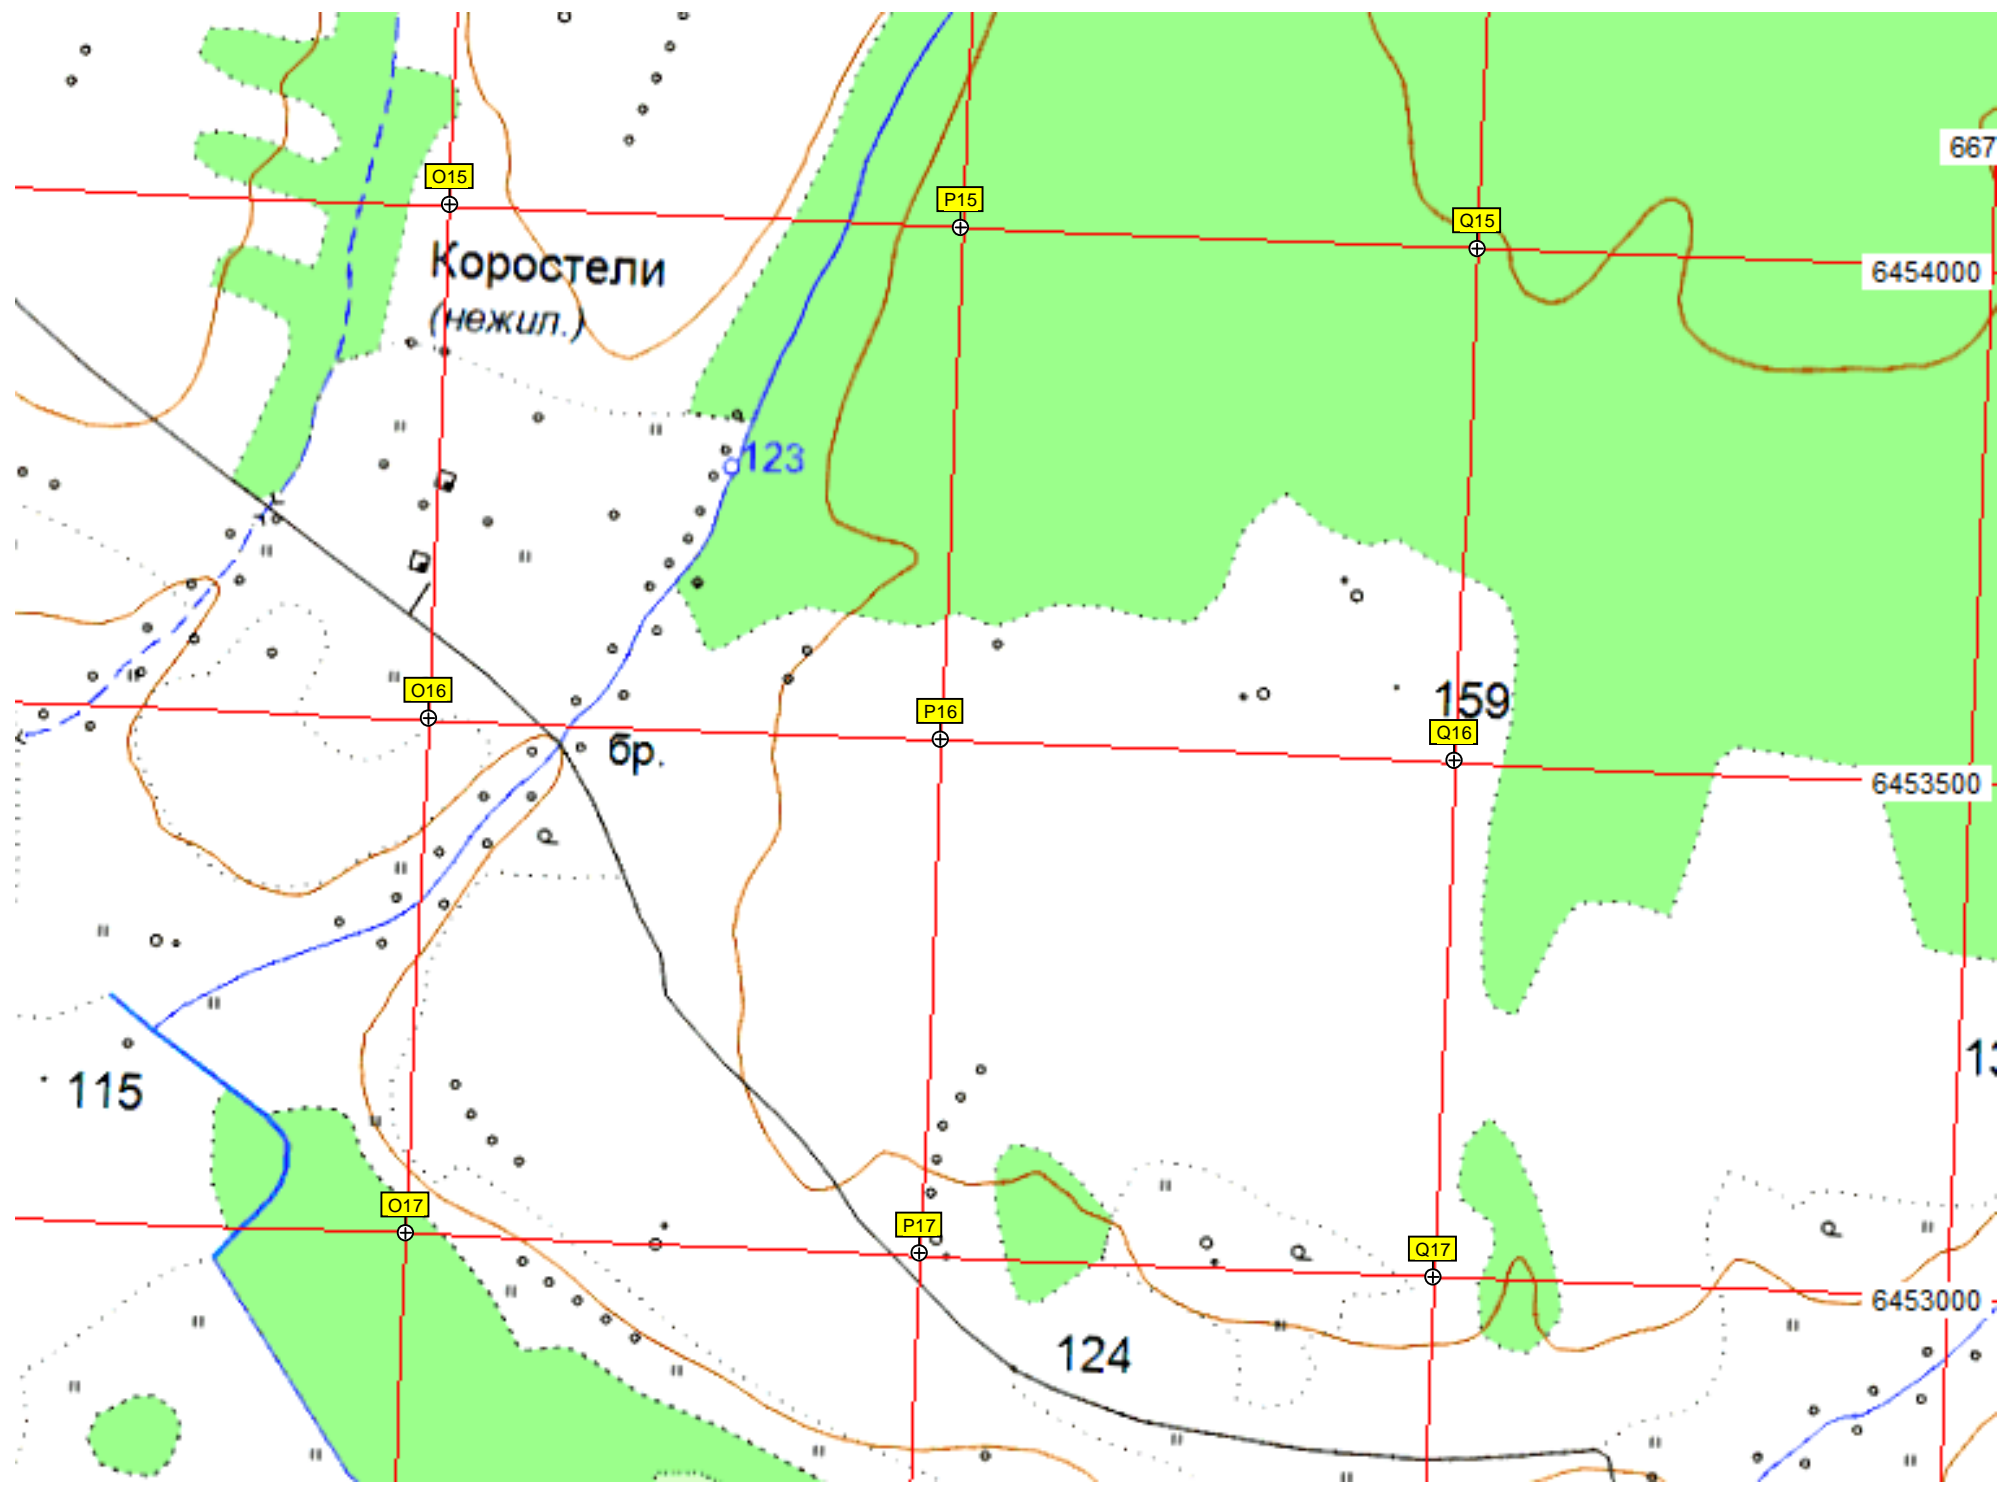 667
O15
P15
Q15
Коростели
6454000
(нежил.)
123
O16
159
P16
Q16
бр.
6453500
115
O17
P17
Q17
6453000
124